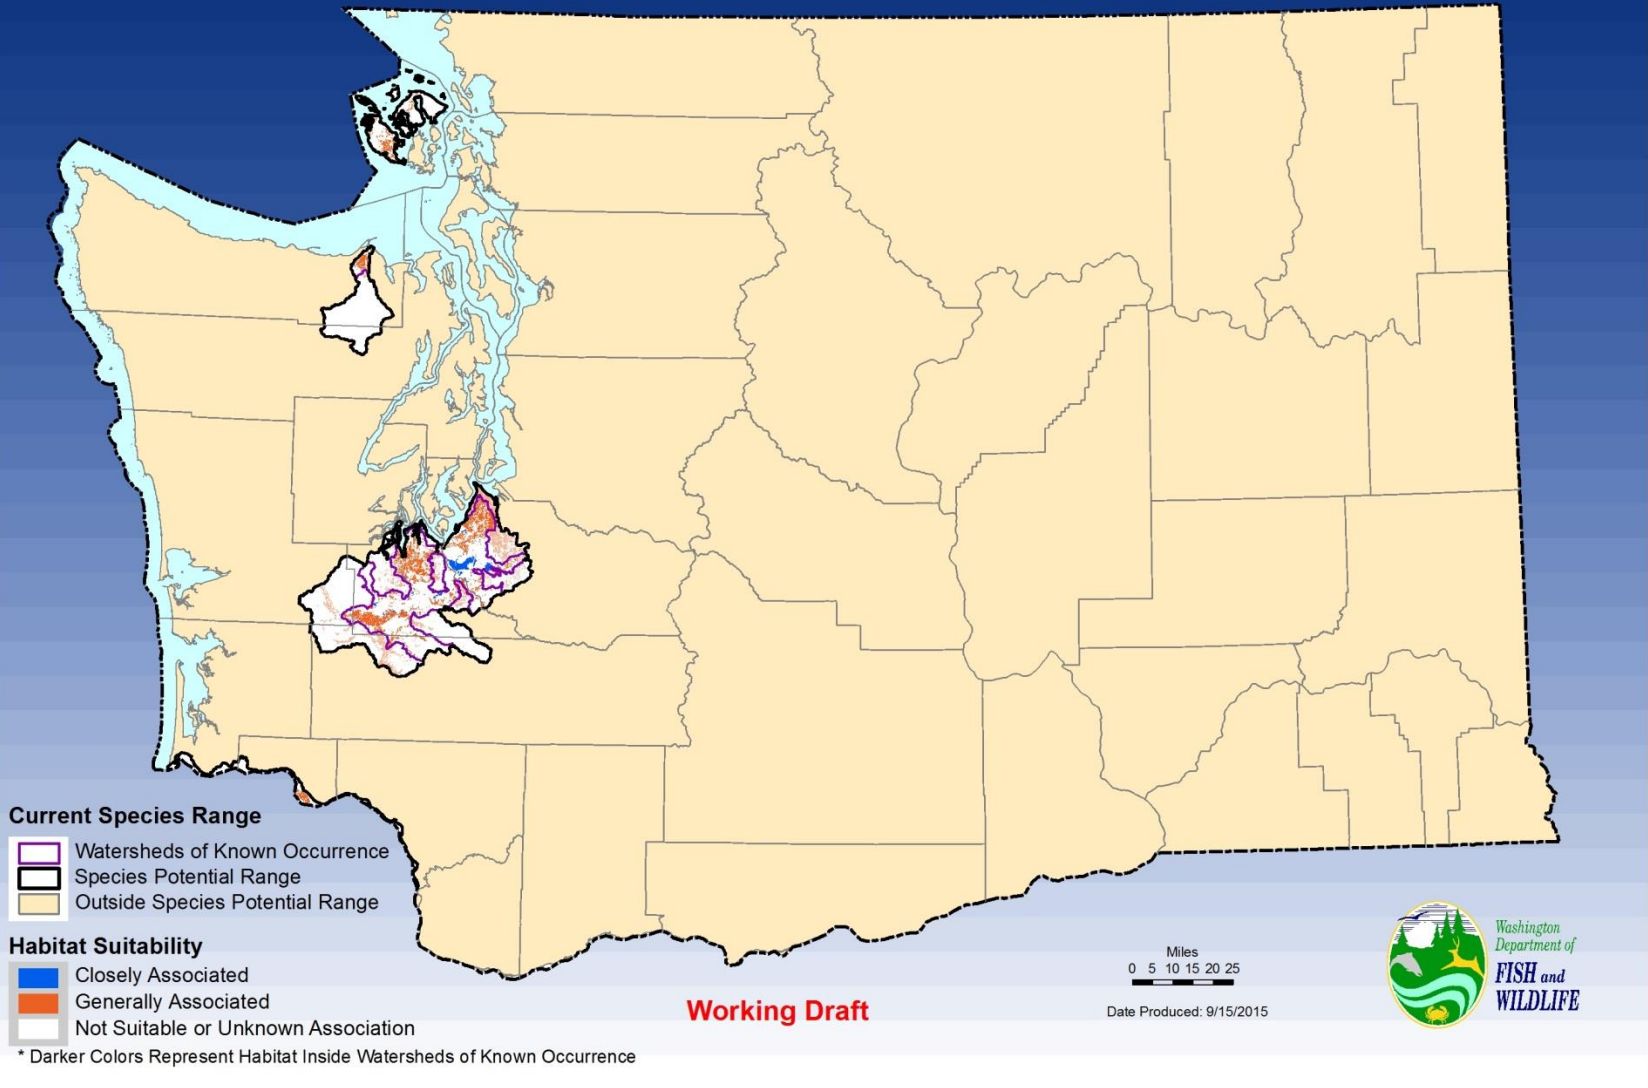 Current Species Range
Watersheds of Known Occurrence
Species Potential Range
Outside Species Potential Range
Habitat Suitability
Closely Associated
Generally Associated
Not Suitable or Unknown Association
* Darker Colors Represent Habitat Inside Watersheds of Known Occurrence
Working Draft
Miles
0 5 10 15 20 25
Date Produced: 9/15/2015
Washington
Department of
FISH and
WILDLIFE